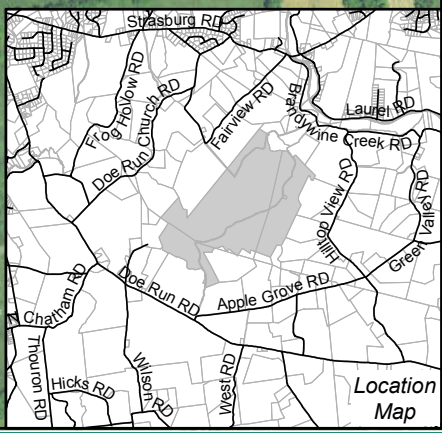 Strasburg RD
Frog Hollow RD
Doe Run Church RD
Fairview RD
Brandywine Creek RD
Laurel RD
Hilltop View RD
Green Valley RD
N Chatham RD
Doe Run RD
Apple Grove RD
Thouron RD
Hicks RD
Wilson RD
West RD
Location
Map